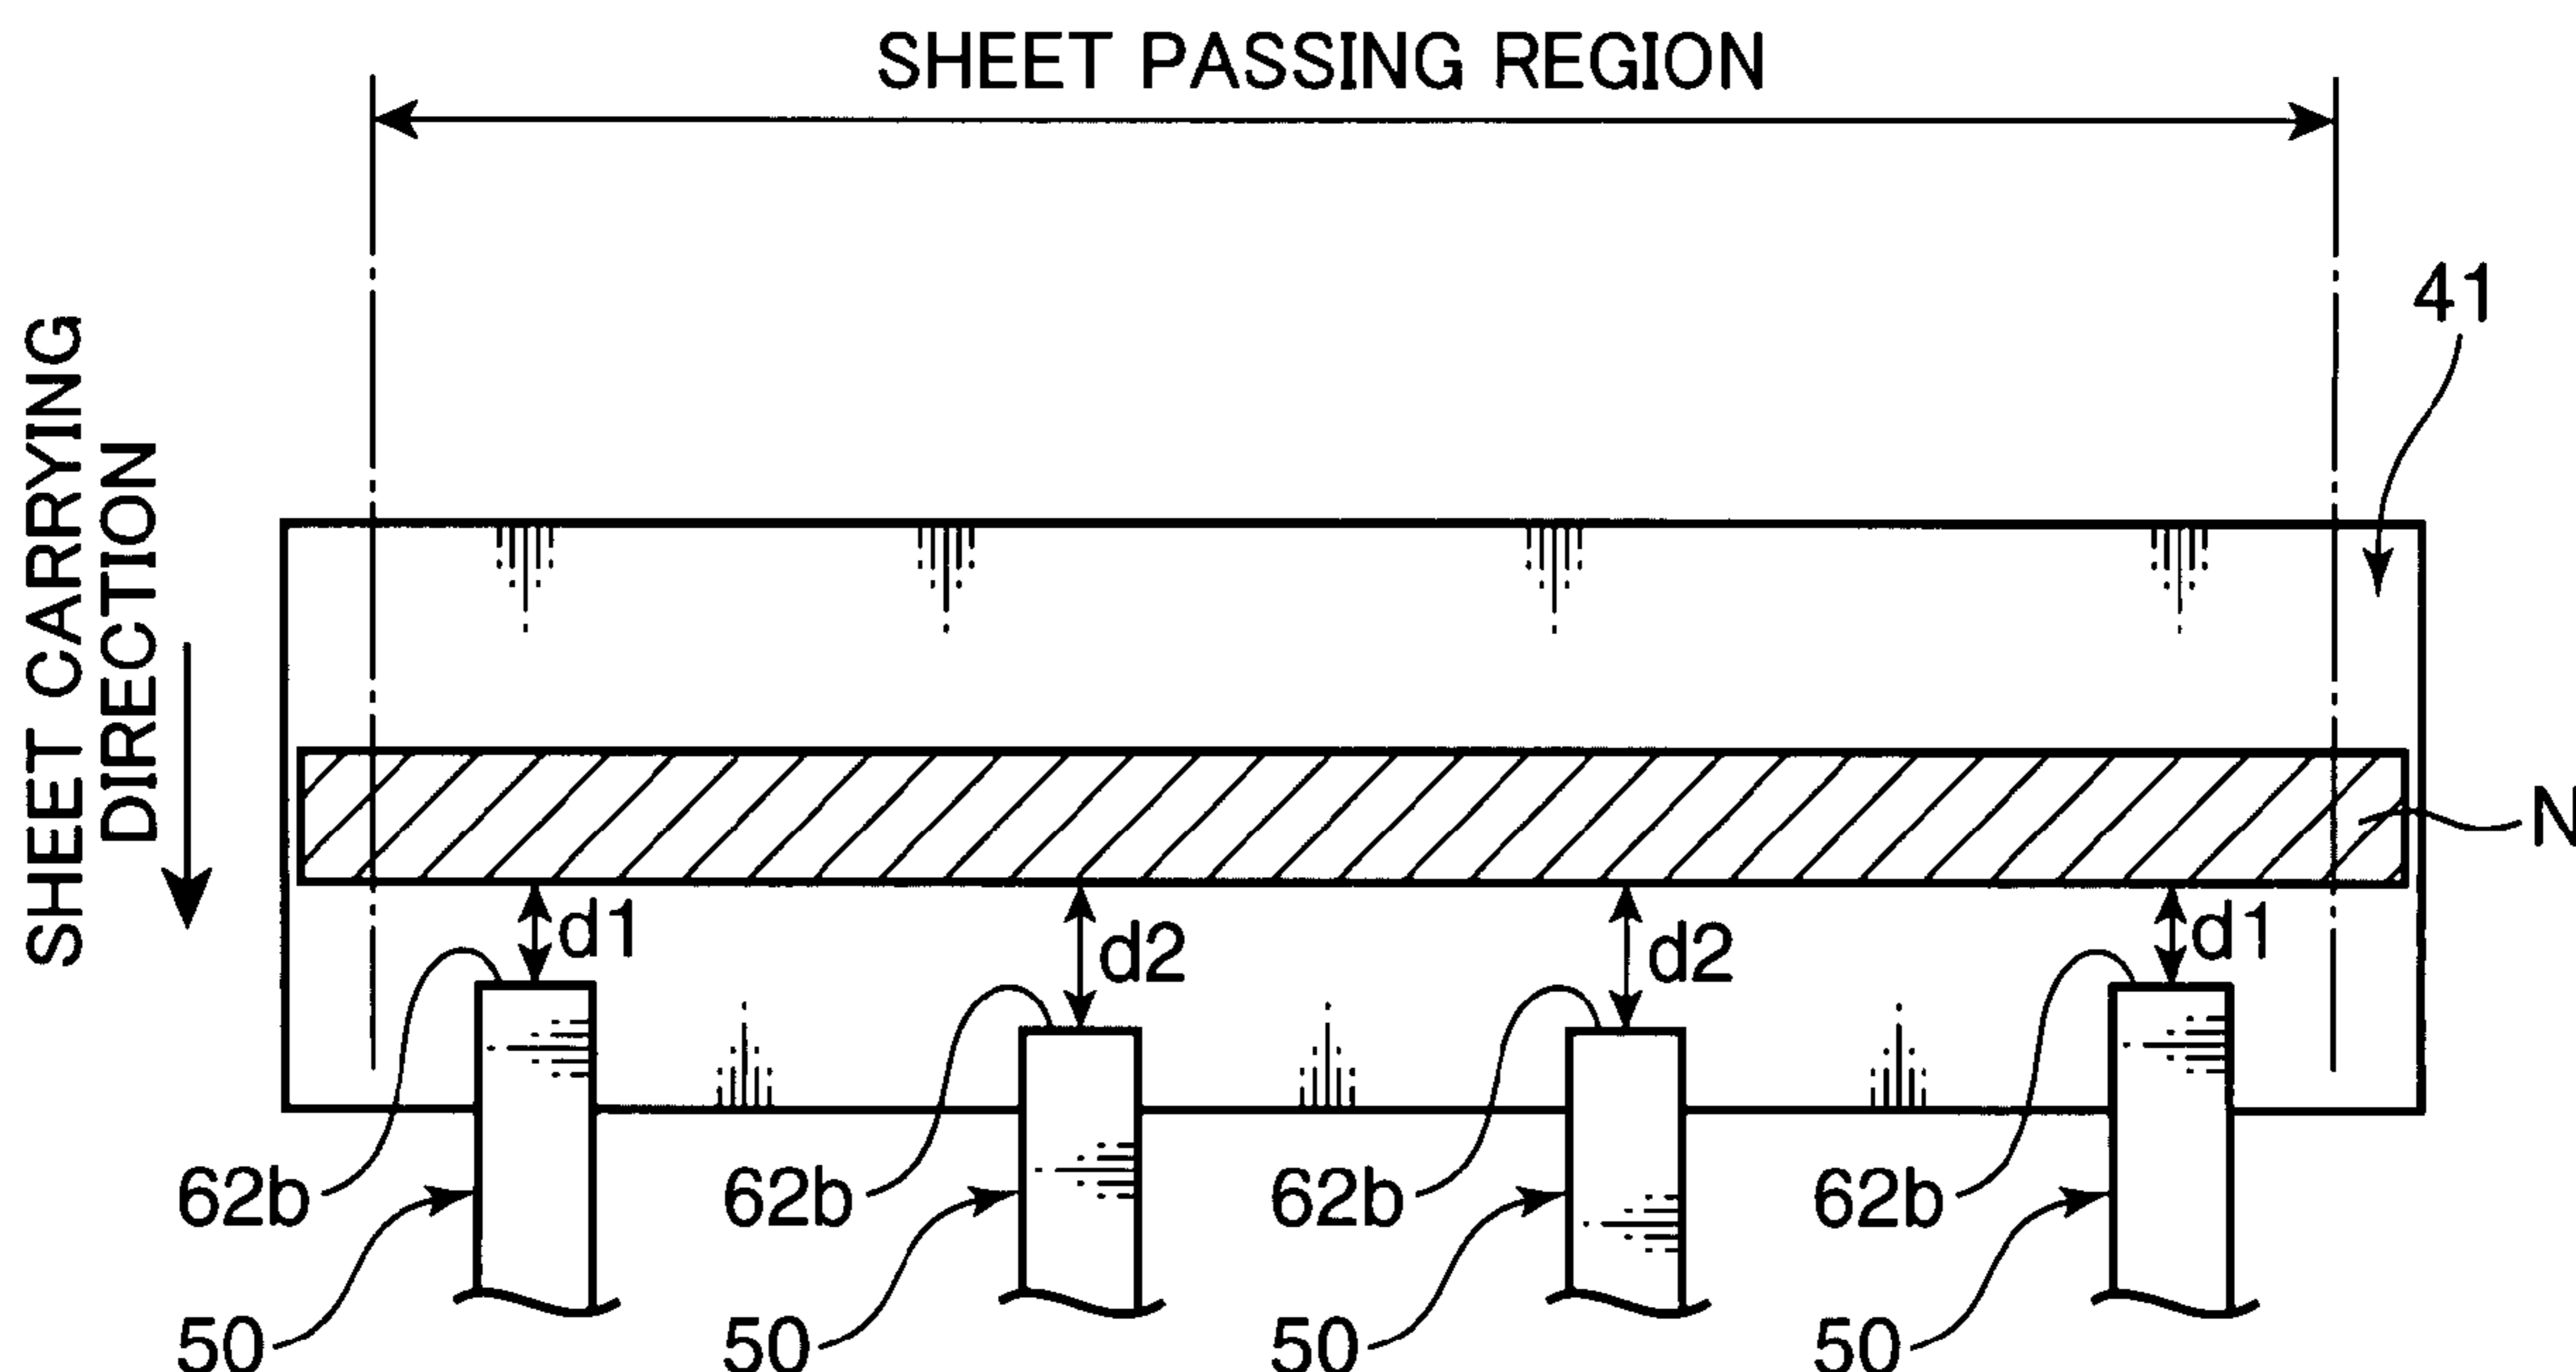 SHEET PASSING REGION
SHEET CARRYING
DIRECTION
41
N
d1
d2
d2
d1
62b
62b
62b
62b
50
50
50
50